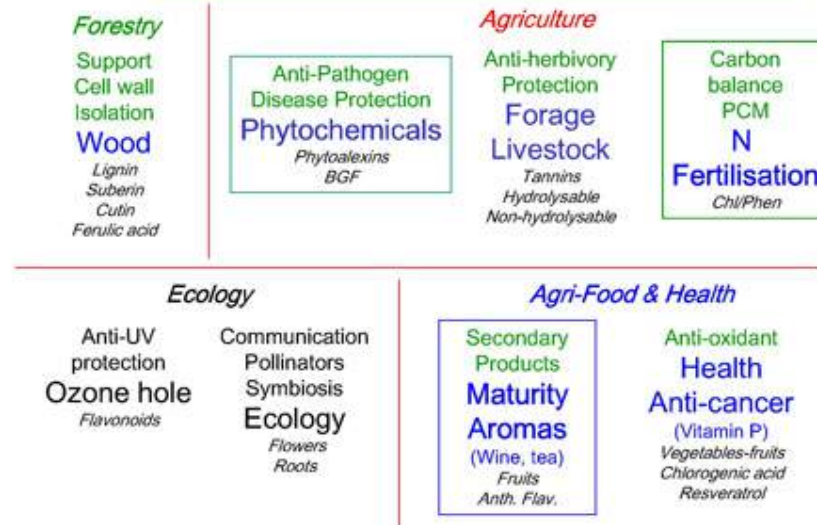 Forestry
Support
Cell wall
Isolation
Wood
Lignin
Suberin
Cutin
Ferulic acid
Agriculture
Anti-Pathogen
Disease Protection
Phytochemicals
Phytoalexins
BGF
Anti-herbivory
Protection
Forage
Livestock
Tannins
Hydrolysable
Non-hydrolysable
Carbon
balance
PCM
N
Fertilisation
Chl/Phen
Ecology
Anti-UV
protection
Ozone hole
Flavonoids
Communication
Pollinators
Symbiosis
Ecology
Flowers
Roots
Agri-Food & Health
Secondary
Products
Maturity
Aromas
(Wine, tea)
Fruits
Anth. Flav.
Anti-oxidant
Health
Anti-cancer
(Vitamin P)
Vegetables-fruits
Chlorogenic acid
Resveratrol